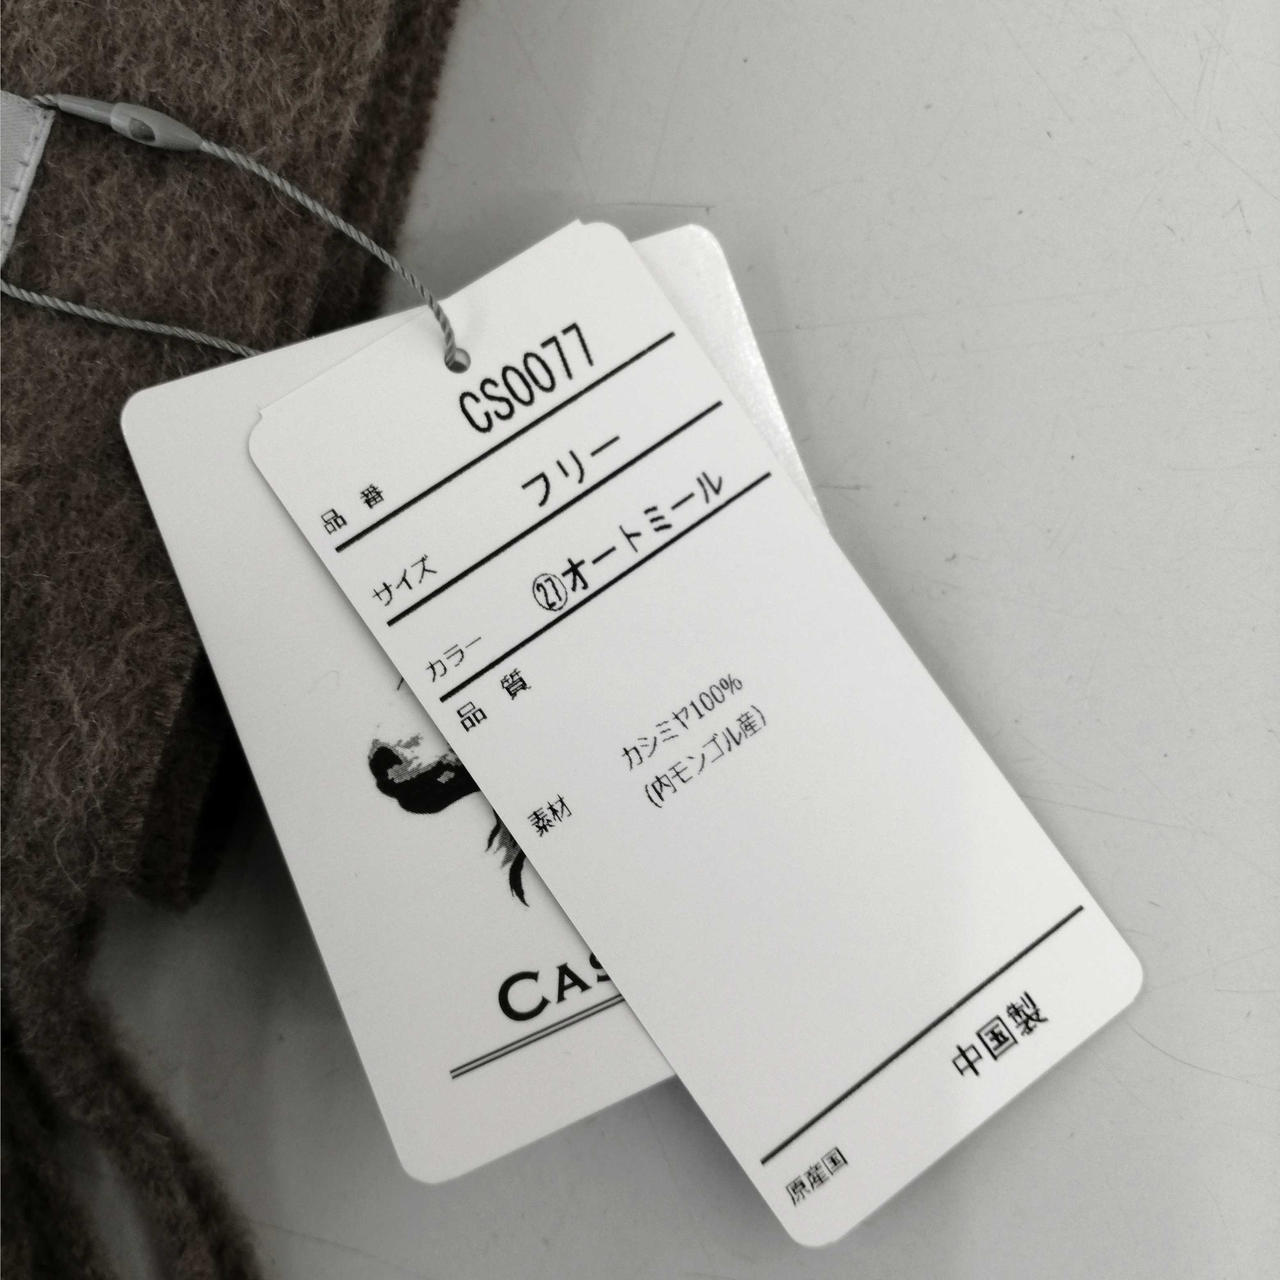 品番 CS0077
サイズ フリー
カラー ㉗オートミール
品質
素材 カシミヤ100%
(内モンゴル産)
原産国 中国製
CAS